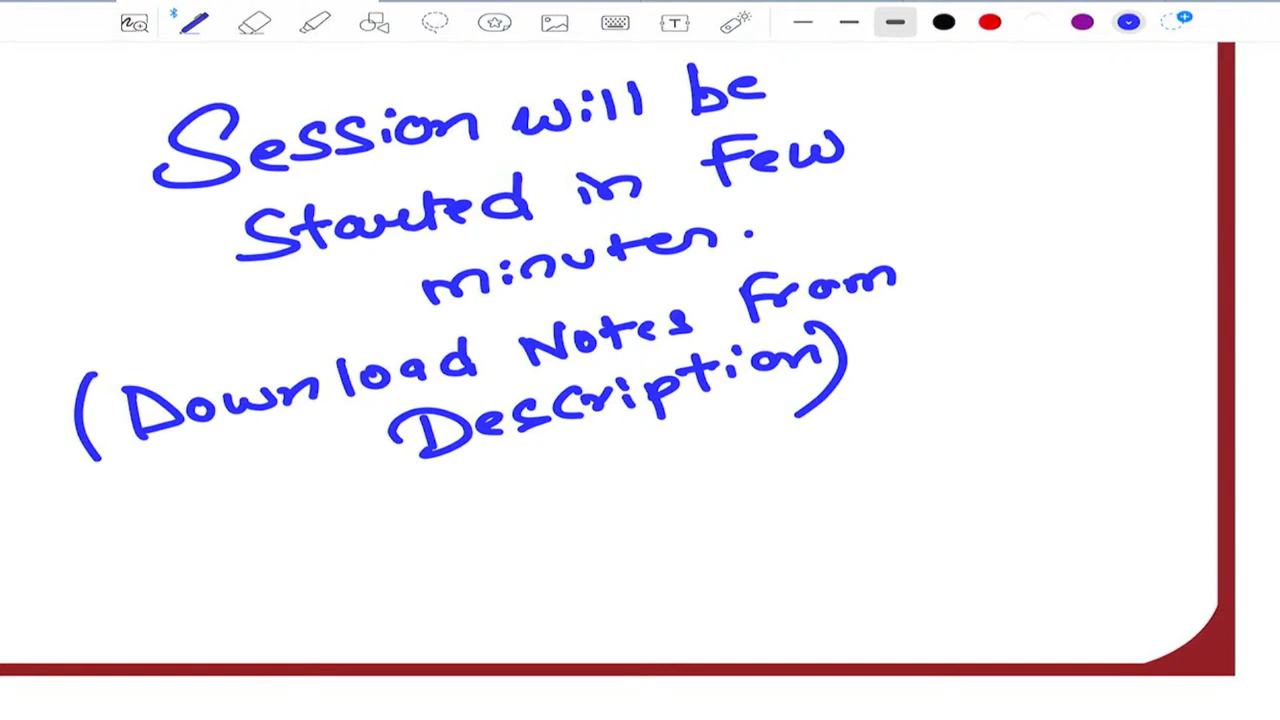 Session will be
Started in Few
minutes.
(Download Notes From
Description)